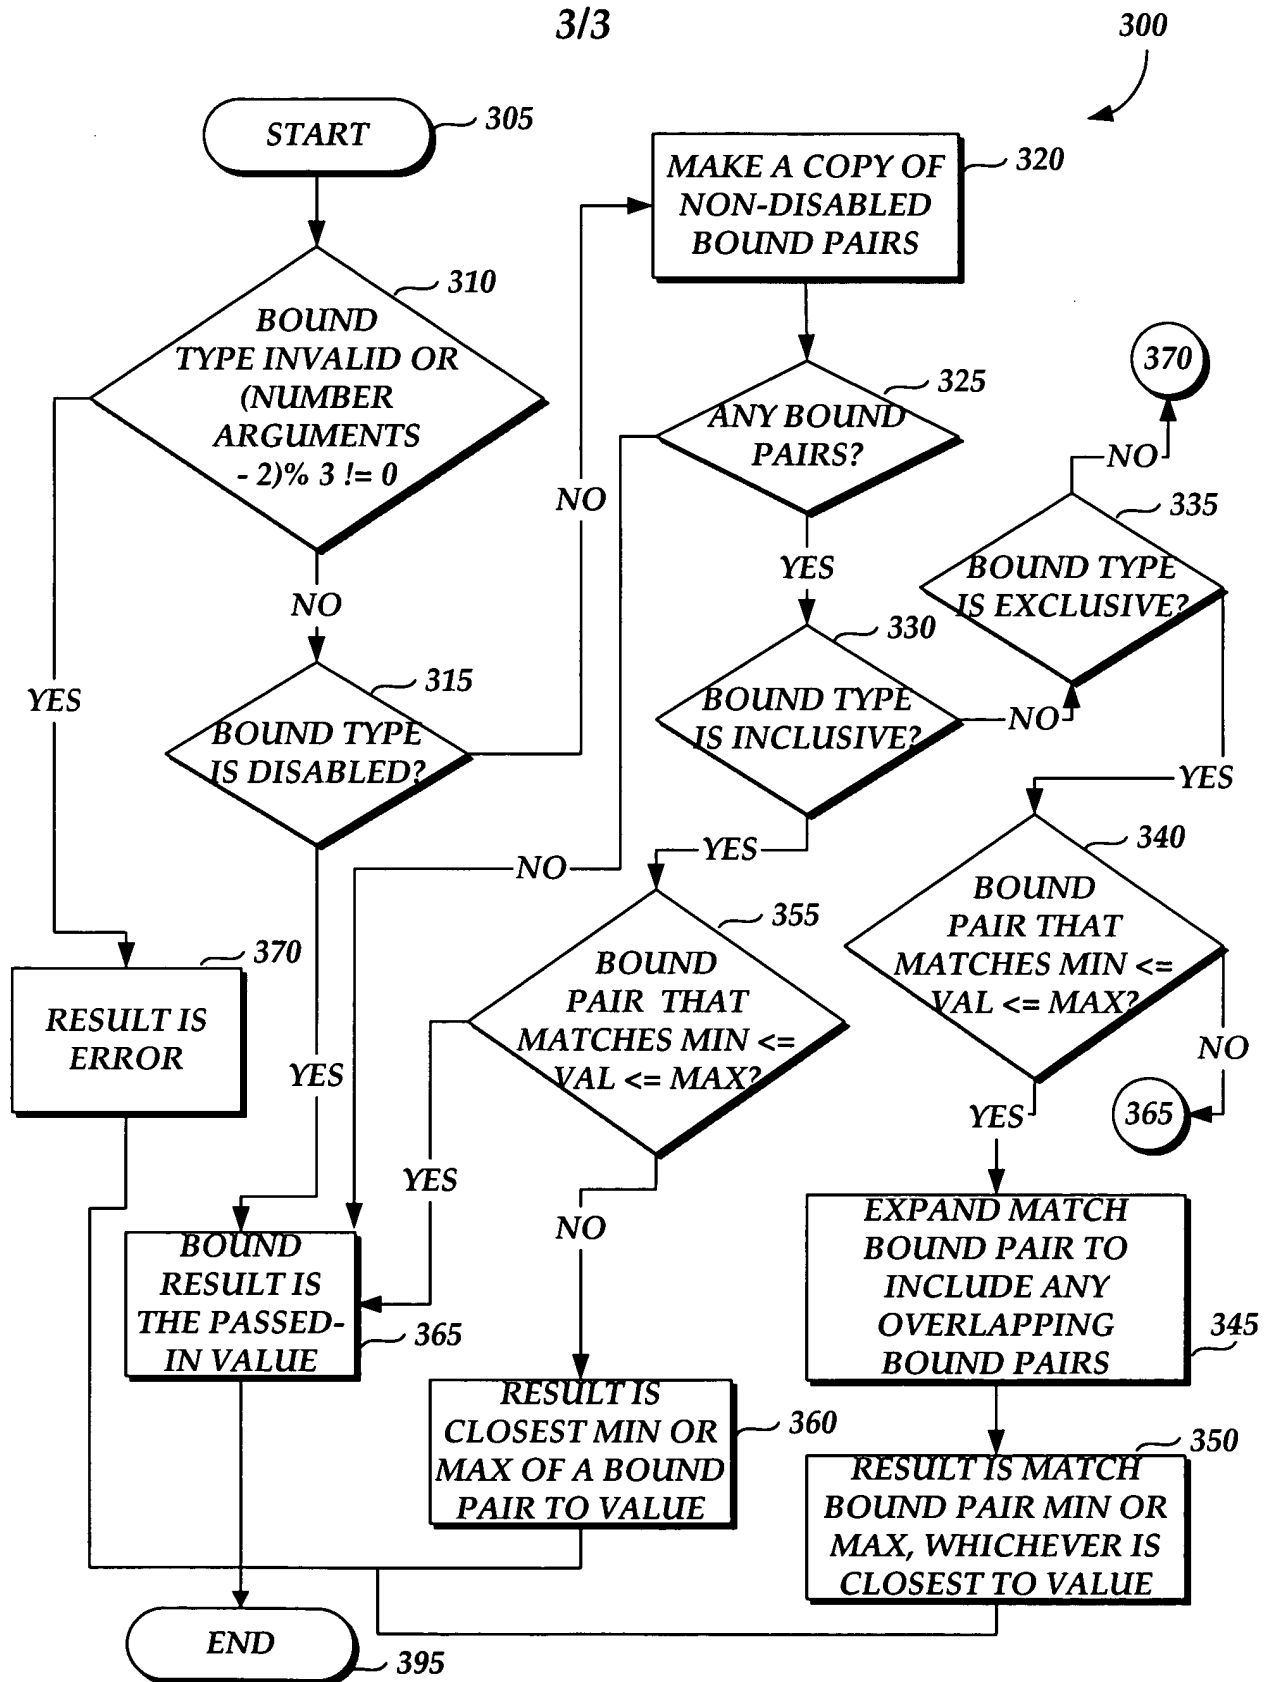 3/3
300
START
305
BOUND
TYPE INVALID OR
(NUMBER
ARGUMENTS
- 2)% 3 != 0
310
YES
NO
BOUND TYPE
IS DISABLED?
315
NO
YES
MAKE A COPY OF
NON-DISABLED
BOUND PAIRS
320
ANY BOUND
PAIRS?
325
NO
YES
BOUND TYPE
IS INCLUSIVE?
330
NO
YES
BOUND TYPE
IS EXCLUSIVE?
335
NO
370
YES
BOUND
PAIR THAT
MATCHES MIN <=
VAL <= MAX?
340
NO
365
YES
EXPAND MATCH
BOUND PAIR TO
INCLUDE ANY
OVERLAPPING
BOUND PAIRS
345
RESULT IS MATCH
BOUND PAIR MIN OR
MAX, WHICHEVER IS
CLOSEST TO VALUE
350
BOUND
PAIR THAT
MATCHES MIN <=
VAL <= MAX?
355
YES
NO
RESULT IS
CLOSEST MIN OR
MAX OF A BOUND
PAIR TO VALUE
360
BOUND
RESULT IS
THE PASSED-
IN VALUE
365
RESULT IS
ERROR
370
END
395